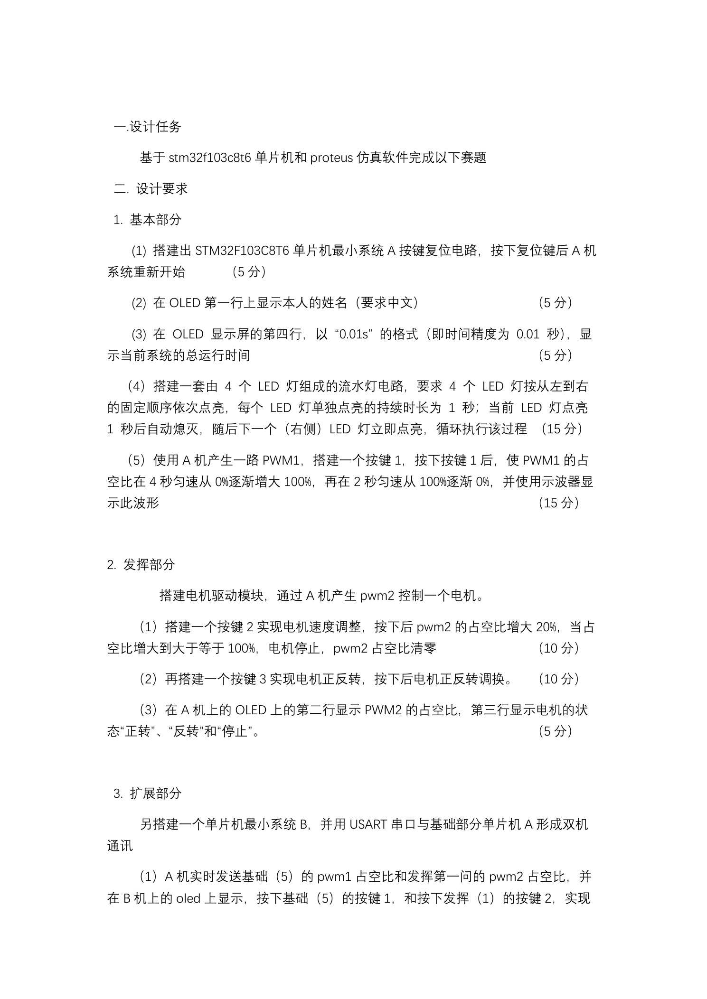 一.设计任务
基于 stm32f103c8t6 单片机和 proteus 仿真软件完成以下赛题
二. 设计要求
1. 基本部分
(1) 搭建出 STM32F103C8T6 单片机最小系统 A 按键复位电路，按下复位键后 A 机
系统重新开始 （5 分）
(2) 在 OLED 第一行上显示本人的姓名（要求中文） （5 分）
(3) 在 OLED 显示屏的第四行，以 “0.01s” 的格式（即时间精度为 0.01 秒），显
示当前系统的总运行时间 （5 分）
（4）搭建一套由 4 个 LED 灯组成的流水灯电路，要求 4 个 LED 灯按从左到右
的固定顺序依次点亮，每个 LED 灯单独点亮的持续时长为 1 秒；当前 LED 灯点亮
1 秒后自动熄灭，随后下一个（右侧）LED 灯立即点亮，循环执行该过程 （15 分）
（5）使用 A 机产生一路 PWM1，搭建一个按键 1，按下按键 1 后，使 PWM1 的占
空比在 4 秒匀速从 0%逐渐增大 100%，再在 2 秒匀速从 100%逐渐 0%，并使用示波器显
示此波形 （15 分）
2. 发挥部分
搭建电机驱动模块，通过 A 机产生 pwm2 控制一个电机。
（1）搭建一个按键 2 实现电机速度调整，按下后 pwm2 的占空比增大 20%，当占
空比增大到大于等于 100%，电机停止，pwm2 占空比清零 （10 分）
（2）再搭建一个按键 3 实现电机正反转，按下后电机正反转调换。 （10 分）
（3）在 A 机上的 OLED 上的第二行显示 PWM2 的占空比，第三行显示电机的状
态“正转”、“反转”和“停止”。 （5 分）
3. 扩展部分
另搭建一个单片机最小系统 B，并用 USART 串口与基础部分单片机 A 形成双机
通讯
（1）A 机实时发送基础（5）的 pwm1 占空比和发挥第一问的 pwm2 占空比，并
在 B 机上的 oled 上显示，按下基础（5）的按键 1，和按下发挥（1）的按键 2，实现